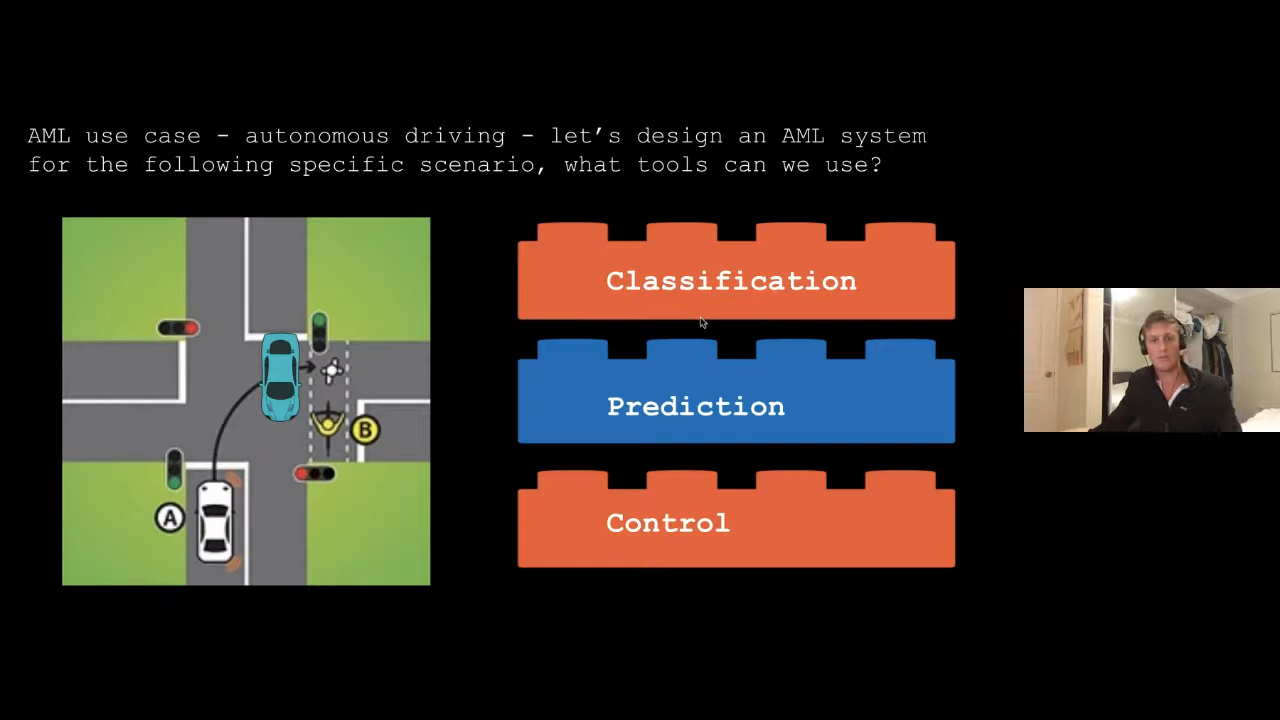 AML use case - autonomous driving - let’s design an AML system
for the following specific scenario, what tools can we use?
Classification
Prediction
B
Control
A